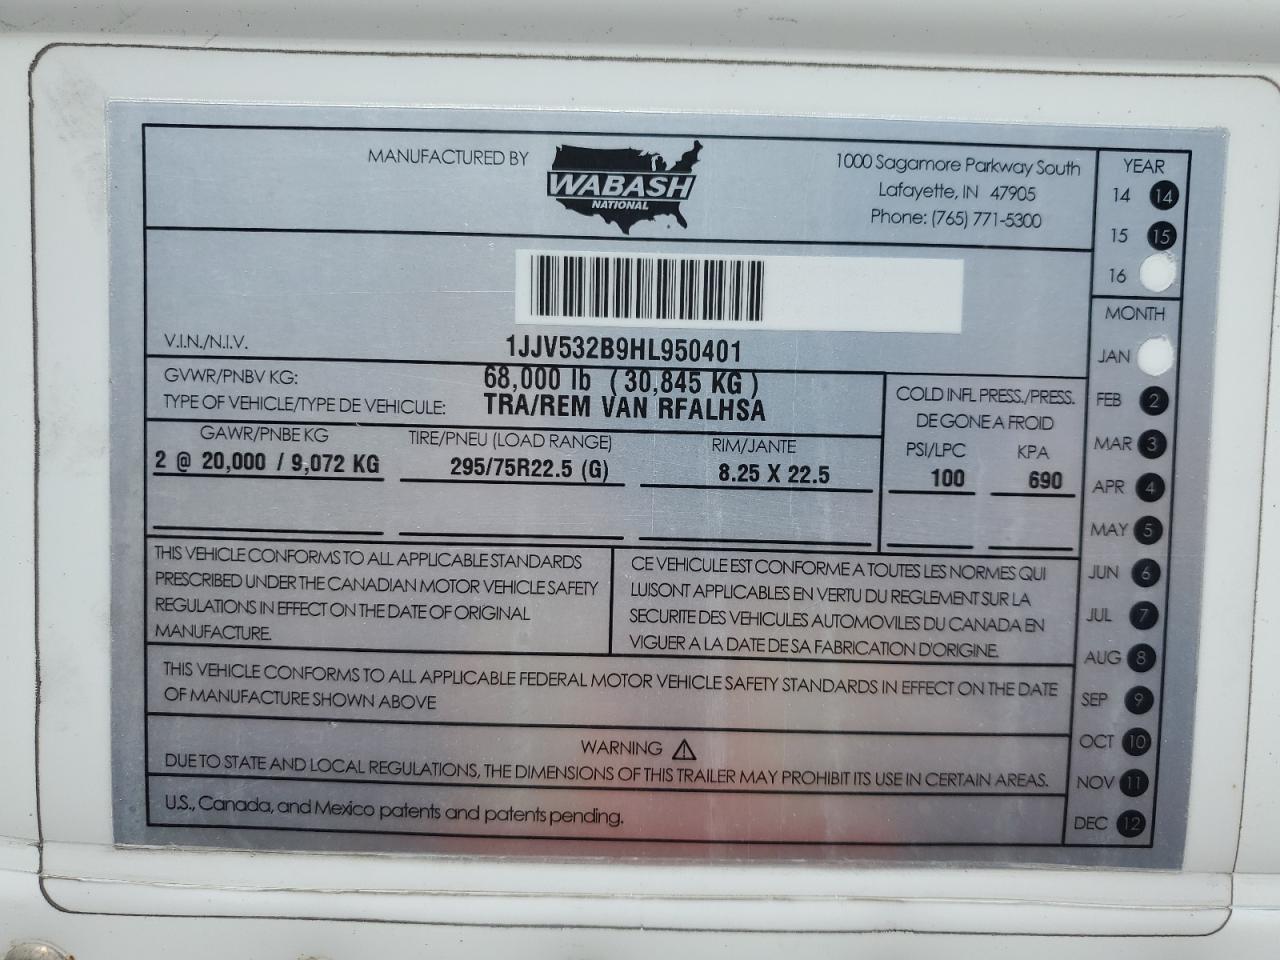 MANUFACTURED BY
WABASH
NATIONAL
1000 Sagamore Parkway South
Lafayette, IN 47905
Phone: (765) 771-5300
YEAR
14 14
15 15
16
V.I.N./N.I.V.
1JJV532B9HL950401
GVWR/PNBV KG:
68,000 lb ( 30,845 KG )
TYPE OF VEHICLE/TYPE DE VEHICULE:
TRA/REM VAN RFALHSA
GAWR/PNBE KG
TIRE/PNEU (LOAD RANGE)
RIM/JANTE
2 @ 20,000 / 9,072 KG
295/75R22.5 (G)
8.25 X 22.5
COLD INFL PRESS./PRESS.
DE GONE A FROID
PSI/LPC KPA
100 690
MONTH
JAN
FEB 2
MAR 3
APR 4
MAY 5
JUN 6
JUL 7
AUG 8
SEP 9
OCT 10
NOV 11
DEC 12
THIS VEHICLE CONFORMS TO ALL APPLICABLE STANDARDS
PRESCRIBED UNDER THE CANADIAN MOTOR VEHICLE SAFETY
REGULATIONS IN EFFECT ON THE DATE OF ORIGINAL
MANUFACTURE.
CE VEHICULE EST CONFORME A TOUTES LES NORMES QUI
LUISONT APPLICABLES EN VERTU DU REGLEMENT SUR LA
SECURITE DES VEHICULES AUTOMOVILES DU CANADA EN
VIGUER A LA DATE DE SA FABRICATION D'ORIGINE.
THIS VEHICLE CONFORMS TO ALL APPLICABLE FEDERAL MOTOR VEHICLE SAFETY STANDARDS IN EFFECT ON THE DATE
OF MANUFACTURE SHOWN ABOVE
WARNING
DUE TO STATE AND LOCAL REGULATIONS, THE DIMENSIONS OF THIS TRAILER MAY PROHIBIT ITS USE IN CERTAIN AREAS.
U.S., Canada, and Mexico patents and patents pending.